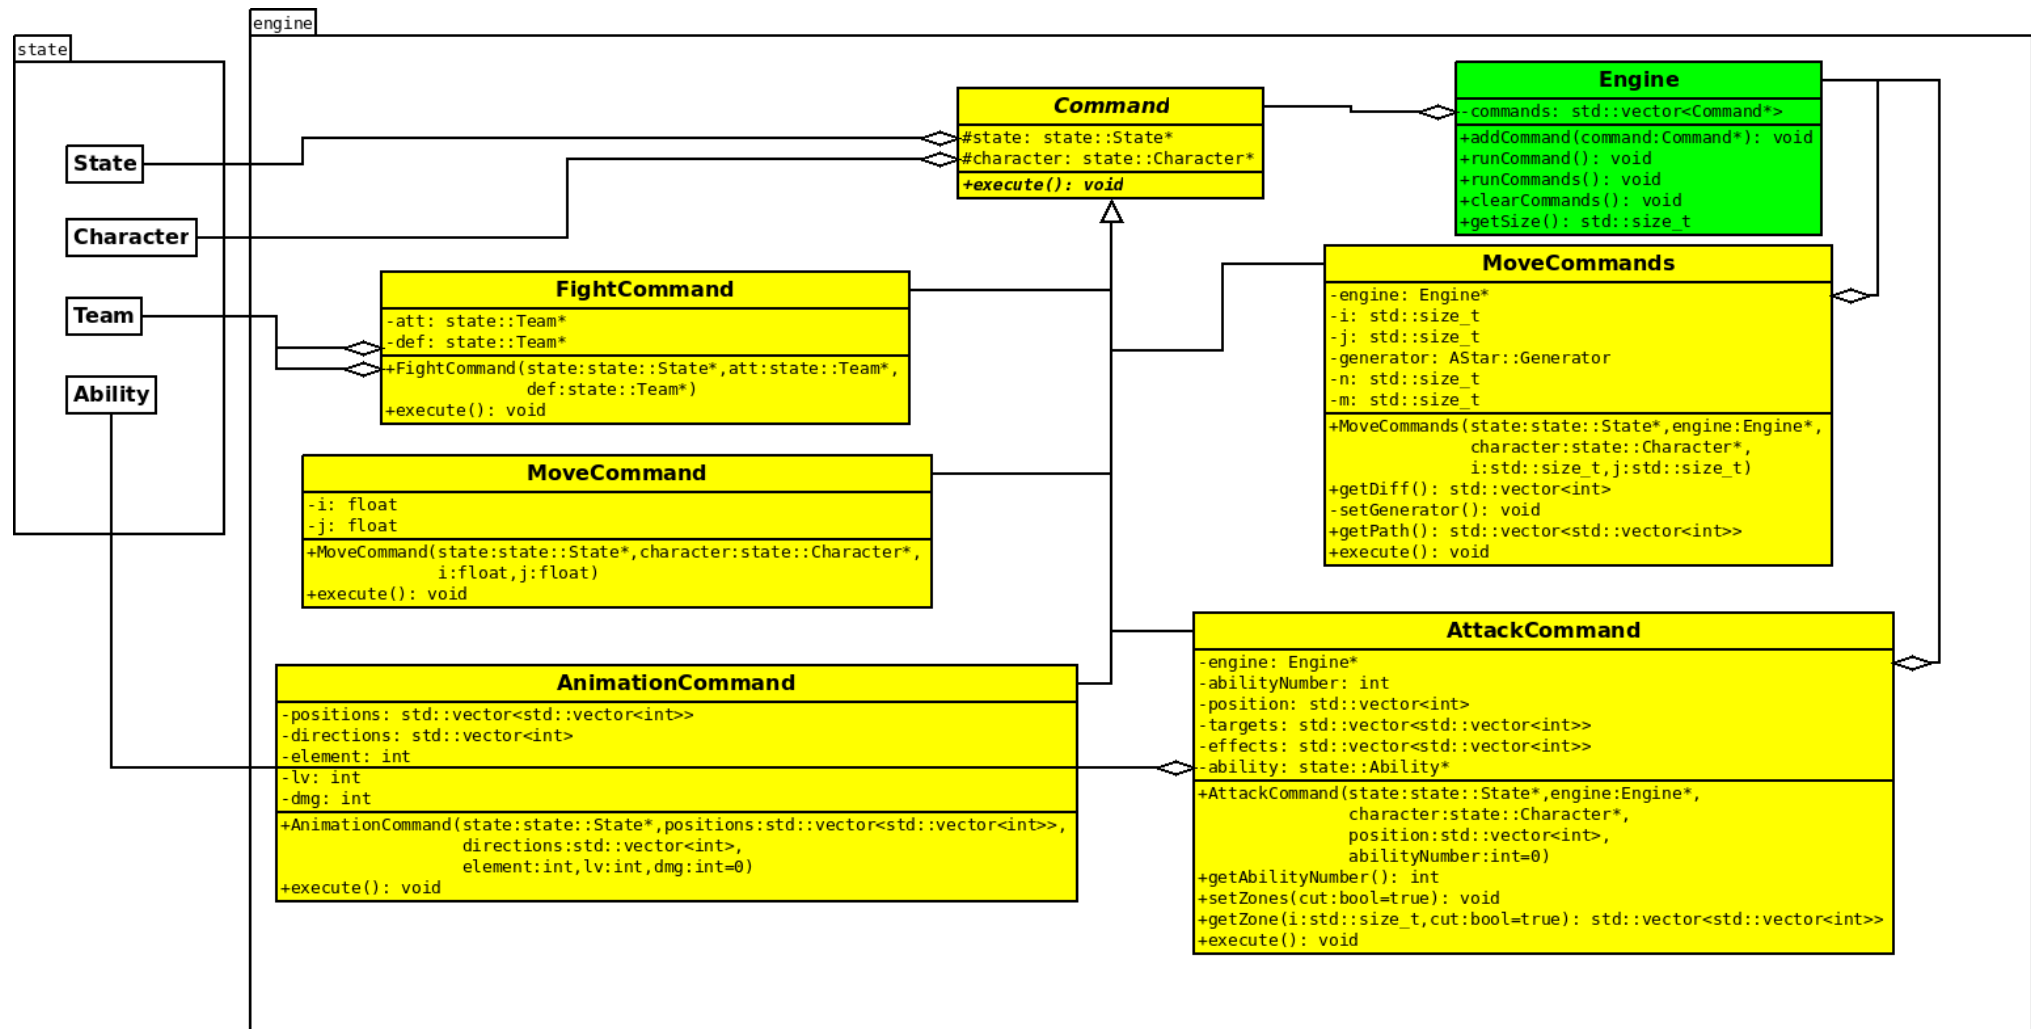 engine
state
State
Character
Team
Ability
Command
#state: state::State*
#character: state::Character*
+execute(): void
Engine
-commands: std::vector<Command*>
+addCommand(command:Command*): void
+runCommand(): void
+runCommands(): void
+clearCommands(): void
+getSize(): std::size_t
FightCommand
-att: state::Team*
-def: state::Team*
+FightCommand(state:state::State*,att:state::Team*,
def:state::Team*)
+execute(): void
MoveCommands
-engine: Engine*
-i: std::size_t
-j: std::size_t
-generator: AStar::Generator
-n: std::size_t
-m: std::size_t
+MoveCommands(state:state::State*,engine:Engine*,
character:state::Character*,
i:std::size_t,j:std::size_t)
+getDiff(): std::vector<int>
-setGenerator(): void
+getPath(): std::vector<std::vector<int>>
+execute(): void
MoveCommand
-i: float
-j: float
+MoveCommand(state:state::State*,character:state::Character*,
i:float,j:float)
+execute(): void
AnimationCommand
-positions: std::vector<std::vector<int>>
-directions: std::vector<int>
-element: int
-lv: int
-dmg: int
+AnimationCommand(state:state::State*,positions:std::vector<std::vector<int>>,
directions:std::vector<int>,
element:int,lv:int,dmg:int=0)
+execute(): void
AttackCommand
-engine: Engine*
-abilityNumber: int
-position: std::vector<int>
-targets: std::vector<std::vector<int>>
-effects: std::vector<std::vector<int>>
-ability: state::Ability*
+AttackCommand(state:state::State*,engine:Engine*,
character:state::Character*,
position:std::vector<int>,
abilityNumber:int=0)
+getAbilityNumber(): int
+setZones(cut:bool=true): void
+getZone(i:std::size_t,cut:bool=true): std::vector<std::vector<int>>
+execute(): void